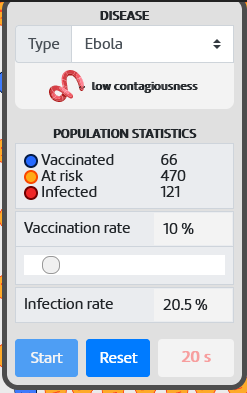 DISEASE
Type Ebola
low contagiousness
POPULATION STATISTICS
Vaccinated 66
At risk 470
Infected 121
Vaccination rate 10 %
Infection rate 20.5 %
Start Reset 20 s